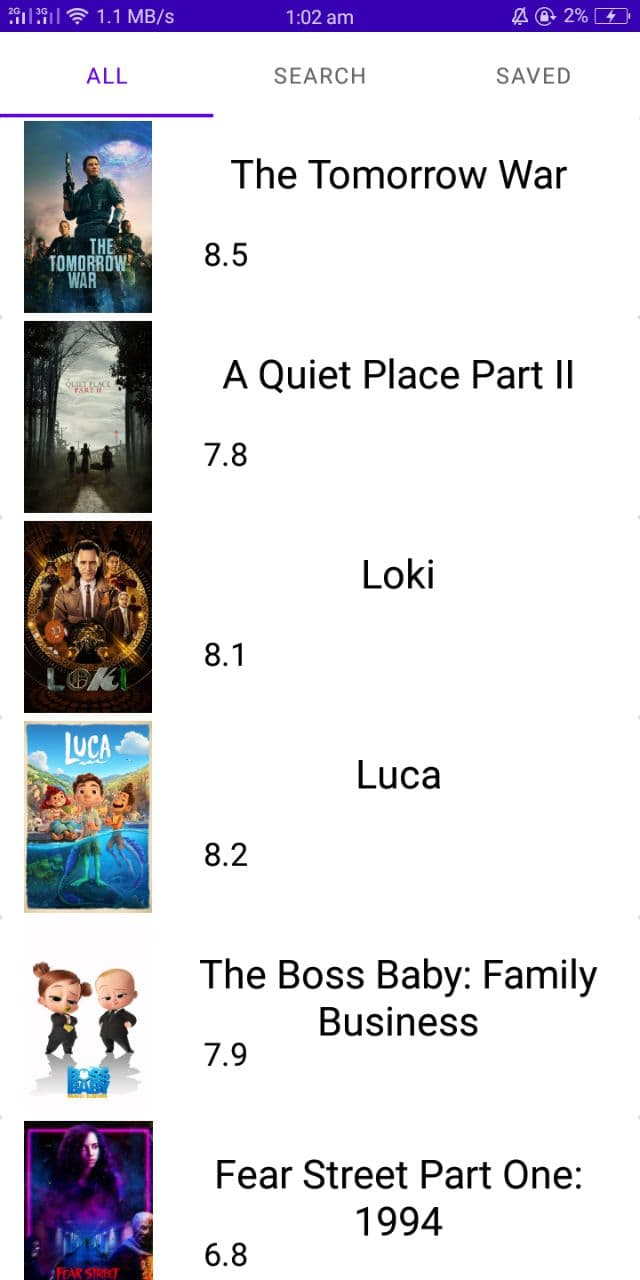 2G 3G 1.1 MB/s 1:02 am 2%
ALL SEARCH SAVED
THE
TOMORROW
WAR
The Tomorrow War
8.5
QUIET PLACE
PART II
A Quiet Place Part II
7.8
LOKI
Loki
8.1
LUCA
Luca
8.2
BOSS
BABY
The Boss Baby: Family
Business
7.9
FEAR STREET
Fear Street Part One:
1994
6.8